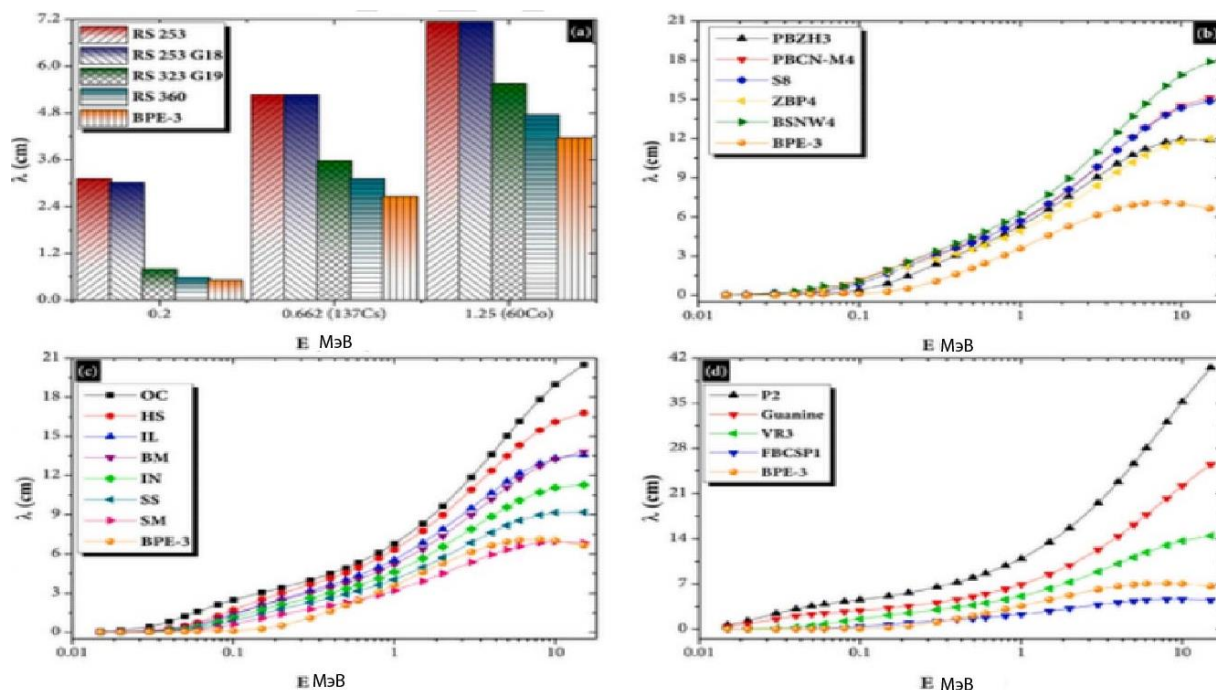 (a)
7.2
6.0
4.8
3.6
2.4
1.2
0.0
λ (cm)
RS 253
RS 253 G18
RS 323 G19
RS 360
BPE-3
0.2
0.662 (137Cs)
1.25 (60Co)
E МэВ
(b)
21
18
15
12
9
6
3
0
λ (cm)
PBZH3
PBCN-M4
S8
ZBP4
BSNW4
BPE-3
0.01
0.1
1
10
E МэВ
(c)
21
18
15
12
9
6
3
0
λ (cm)
OC
HS
IL
BM
IN
SS
SM
BPE-3
0.01
0.1
1
10
E МэВ
(d)
42
35
28
21
14
7
0
λ (cm)
P2
Guanine
VR3
FBCSP1
BPE-3
0.01
0.1
1
10
E МэВ